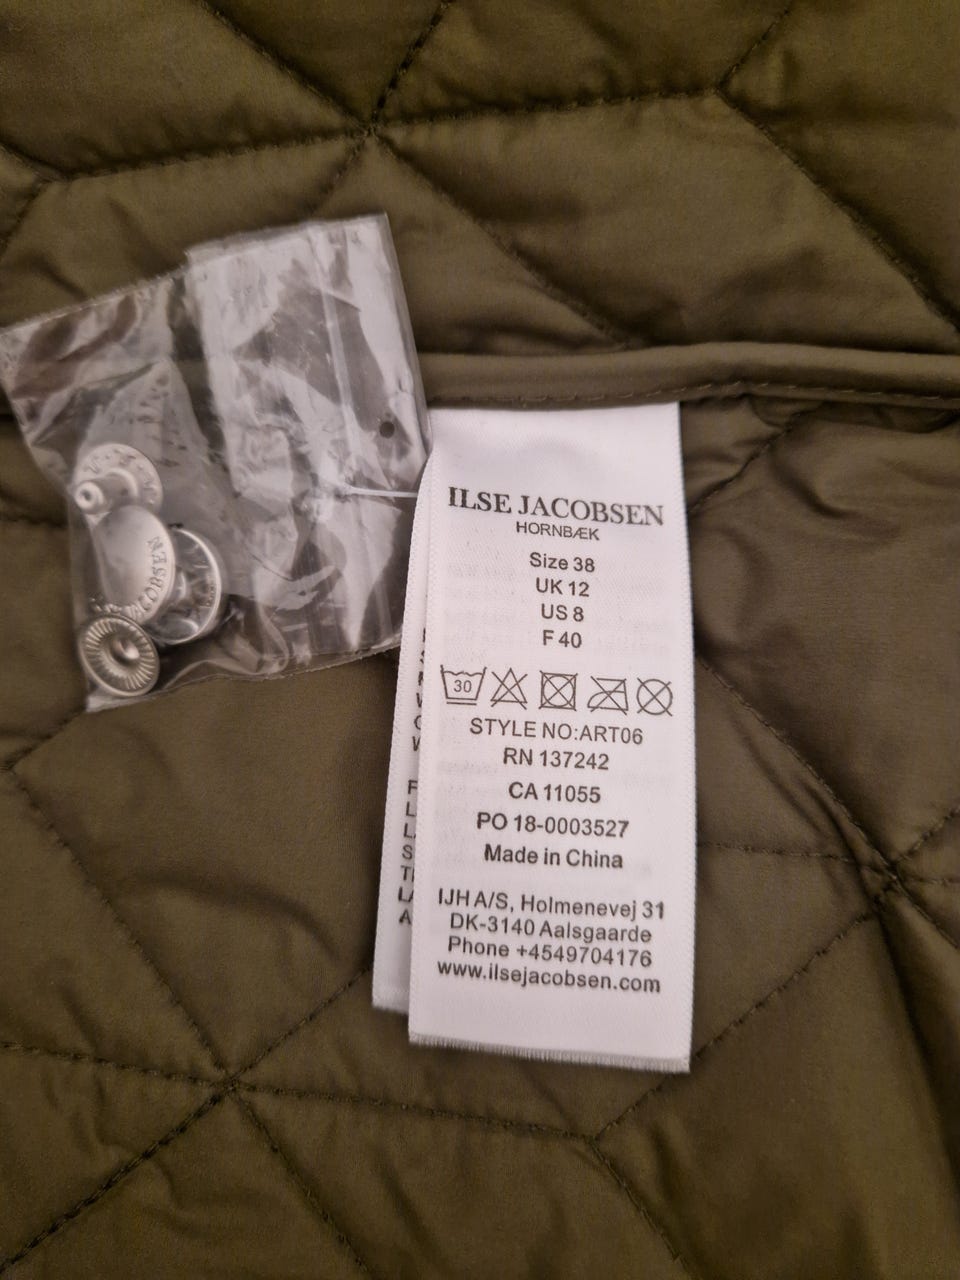 ILSE JACOBSEN
HORNBÆK
Size 38
UK 12
US 8
F 40
30
STYLE NO:ART06
RN 137242
CA 11055
PO 18-0003527
Made in China
IJH A/S, Holmenevej 31
DK-3140 Aalsgaarde
Phone +4549704176
www.ilsejacobsen.com
JACOBSEN